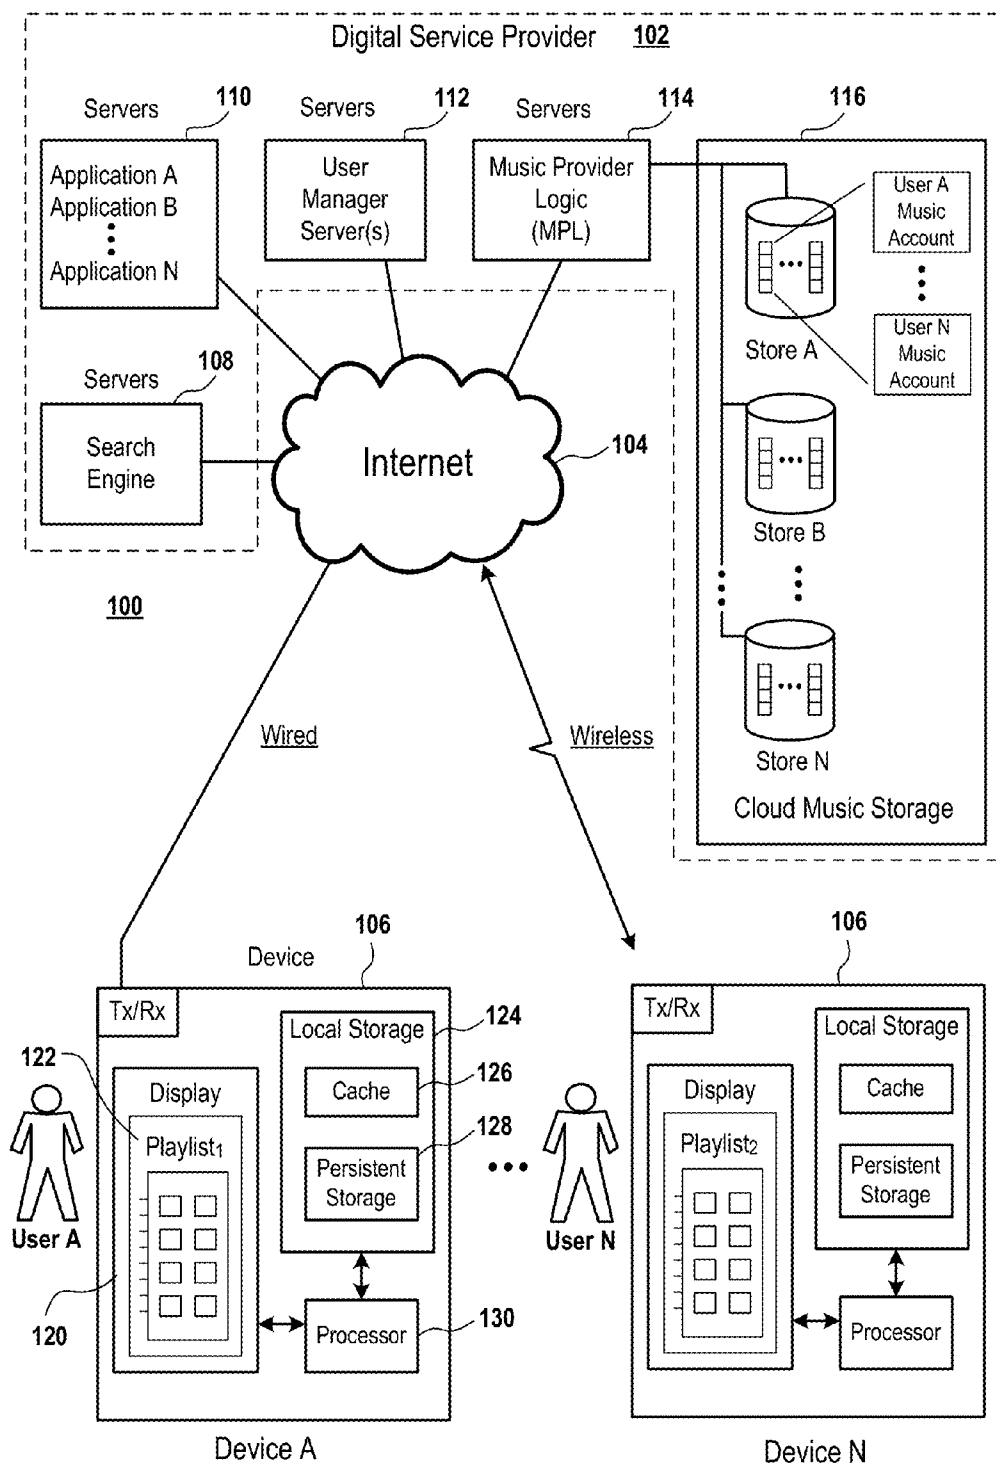 Digital Service Provider 102
Servers 110
Application A
Application B
Application N
Servers 112
User
Manager
Server(s)
Servers 114
Music Provider
Logic
(MPL)
116
User A
Music
Account
User N
Music
Account
Store A
Store B
Store N
Cloud Music Storage
Servers 108
Search
Engine
Internet
104
100
Wired
Wireless
Device
106
Tx/Rx
Local Storage
124
Cache
126
Persistent
Storage
128
122
Display
Playlist1
120
Processor
130
User A
Device A
106
Tx/Rx
Local Storage
Cache
Persistent
Storage
Display
Playlist2
Processor
User N
Device N